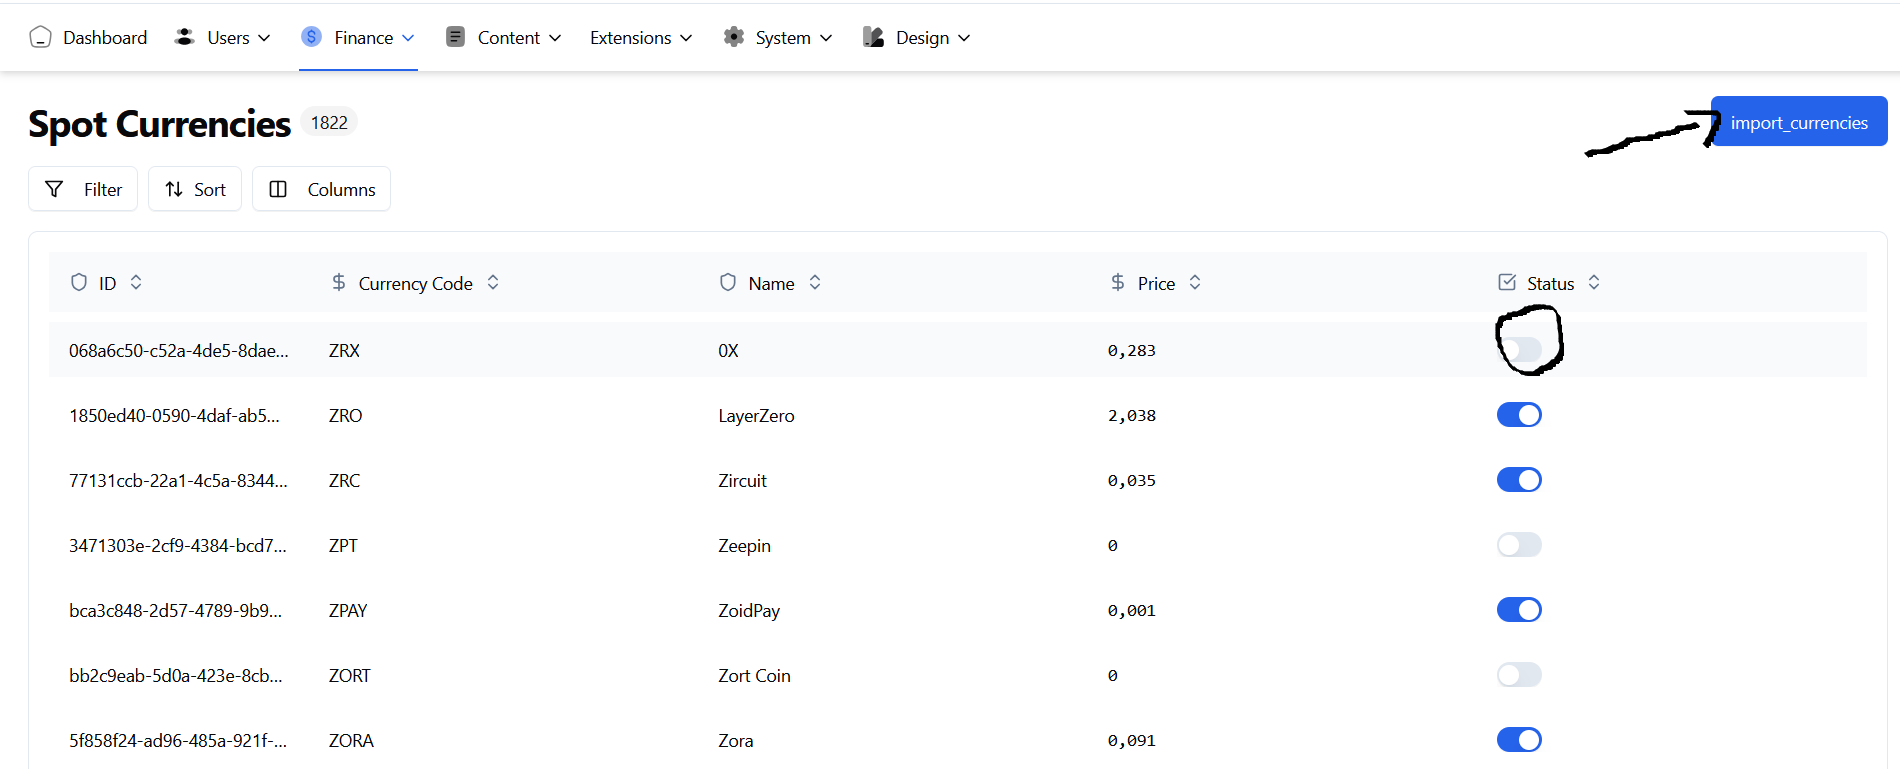 Dashboard Users Finance Content Extensions System Design
Spot Currencies 1822
import_currencies
Filter Sort Columns
ID Currency Code Name Price Status
068a6c50-c52a-4de5-8dae... ZRX 0X 0,283
1850ed40-0590-4daf-ab5... ZRO LayerZero 2,038
77131ccb-22a1-4c5a-8344... ZRC Zircuit 0,035
3471303e-2cf9-4384-bcd7... ZPT Zeepin 0
bca3c848-2d57-4789-9b9... ZPAY ZoidPay 0,001
bb2c9eab-5d0a-423e-8cb... ZORT Zort Coin 0
5f858f24-ad96-485a-921f-... ZORA Zora 0,091